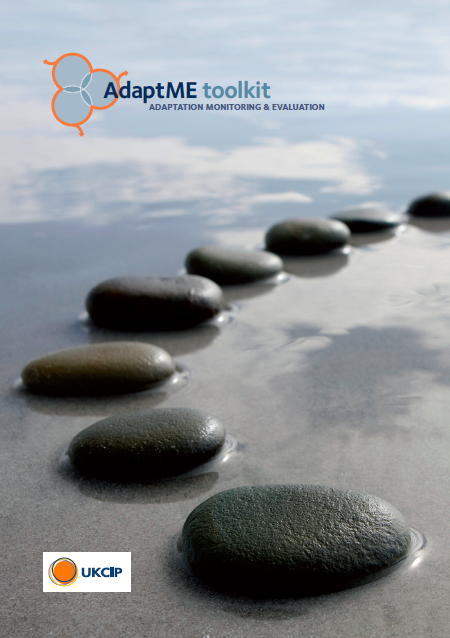 AdaptME toolkit
ADAPTATION MONITORING & EVALUATION
UKCIP